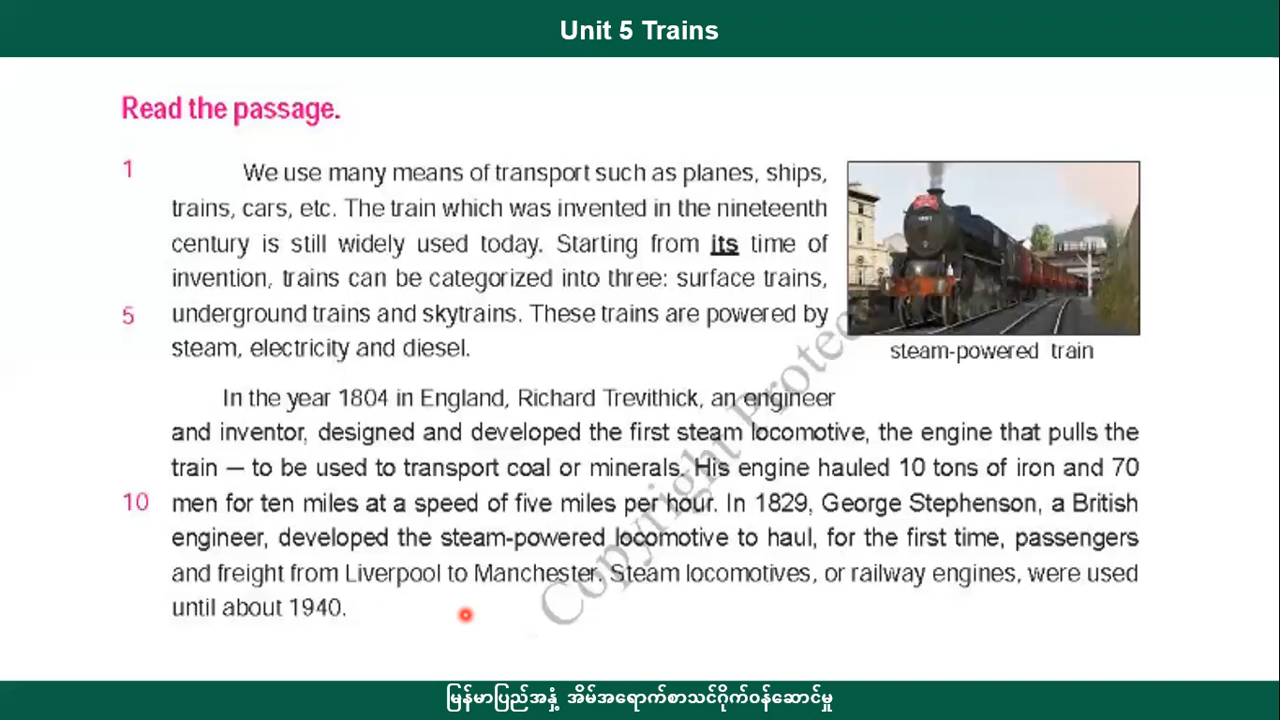 Unit 5 Trains
Read the passage.
1 We use many means of transport such as planes, ships,
trains, cars, etc. The train which was invented in the nineteenth
century is still widely used today. Starting from its time of
invention, trains can be categorized into three: surface trains,
5 underground trains and skytrains. These trains are powered by
steam, electricity and diesel.
steam-powered train
In the year 1804 in England, Richard Trevithick, an engineer
and inventor, designed and developed the first steam locomotive, the engine that pulls the
train – to be used to transport coal or minerals. His engine hauled 10 tons of iron and 70
10 men for ten miles at a speed of five miles per hour. In 1829, George Stephenson, a British
engineer, developed the steam-powered locomotive to haul, for the first time, passengers
and freight from Liverpool to Manchester. Steam locomotives, or railway engines, were used
until about 1940.
Copyright Protec
မြန်မာပြည်အနှံ့ အိမ်အရောက်စာသင်ဂိုက်ဝန်ဆောင်မှု